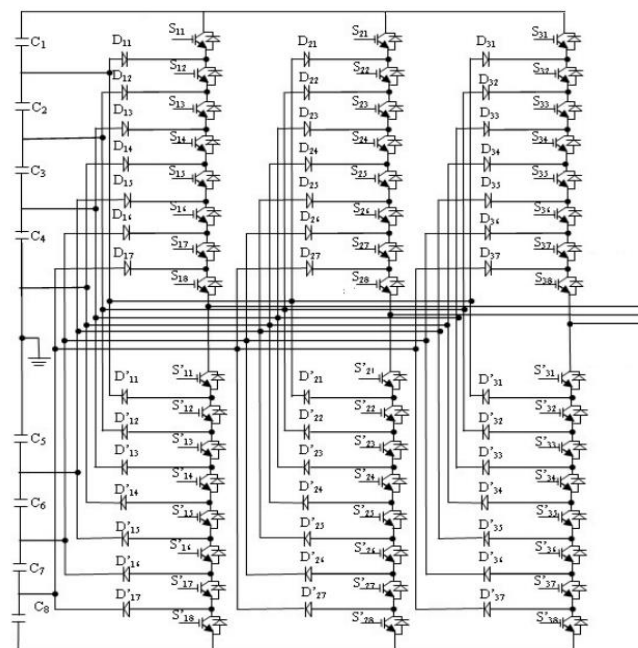 S11 S21 S31
C1 D11 D21 D31
S12 S22 S32
D12 D22 D32
C2 S13 S23 S33
D13 D23 D33
S14 S24 S34
C3 D14 D24 D34
S15 S25 S35
D15 D25 D35
S16 S26 S36
C4 D16 D26 D36
S17 S27 S37
D17 D27 D37
S18 S28 S38
S'11 S'21 S'31
D'11 D'21 D'31
S'12 S'22 S'32
D'12 D'22 D'32
C5 S'13 S'23 S'33
D'13 D'23 D'33
S'14 S'24 S'34
D'14 D'24 D'34
C6 S'15 S'25 S'35
D'15 D'25 D'35
S'16 S'26 S'36
C7 D'16 D'26 D'36
S'17 S'27 S'37
C8 D'17 D'27 D'37
S'18 S'28 S'38